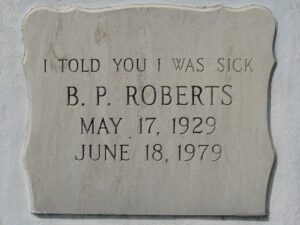 I TOLD YOU I WAS SICK
B. P. ROBERTS
MAY 17, 1929
JUNE 18, 1979